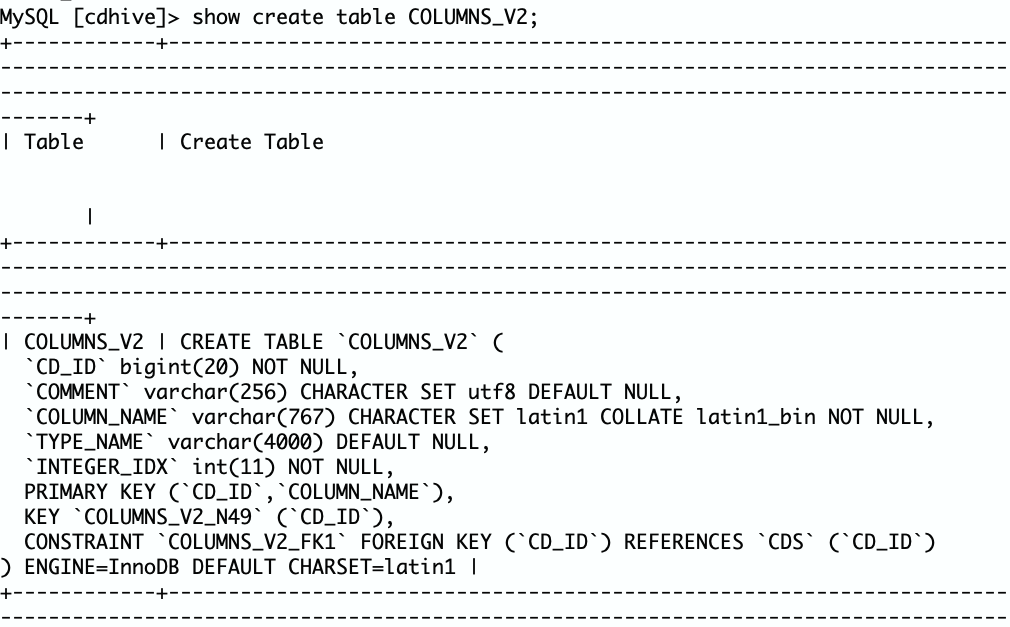 MySQL [cdhive]> show create table COLUMNS_V2;
+------------+----------------------------------------------------------------------
------------------------------------------------------------------------------------
------------------------------------------------------------------------------------
-------+
| Table      | Create Table
       |
+------------+----------------------------------------------------------------------
------------------------------------------------------------------------------------
------------------------------------------------------------------------------------
-------+
| COLUMNS_V2 | CREATE TABLE `COLUMNS_V2` (
  `CD_ID` bigint(20) NOT NULL,
  `COMMENT` varchar(256) CHARACTER SET utf8 DEFAULT NULL,
  `COLUMN_NAME` varchar(767) CHARACTER SET latin1 COLLATE latin1_bin NOT NULL,
  `TYPE_NAME` varchar(4000) DEFAULT NULL,
  `INTEGER_IDX` int(11) NOT NULL,
  PRIMARY KEY (`CD_ID`,`COLUMN_NAME`),
  KEY `COLUMNS_V2_N49` (`CD_ID`),
  CONSTRAINT `COLUMNS_V2_FK1` FOREIGN KEY (`CD_ID`) REFERENCES `CDS` (`CD_ID`)
) ENGINE=InnoDB DEFAULT CHARSET=latin1 |
+------------+----------------------------------------------------------------------
------------------------------------------------------------------------------------